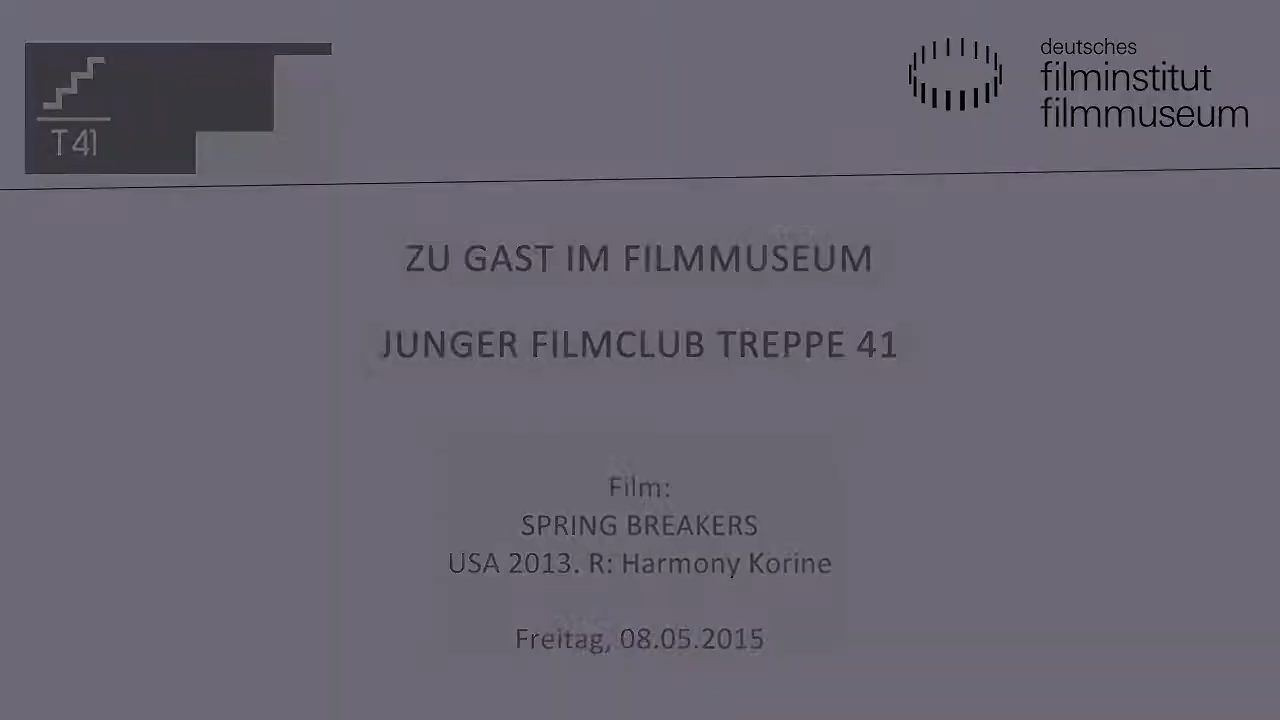 T 41
deutsches
filminstitut
filmmuseum
ZU GAST IM FILMMUSEUM
JUNGER FILMCLUB TREPPE 41
Film:
SPRING BREAKERS
USA 2013. R: Harmony Korine
Freitag, 08.05.2015